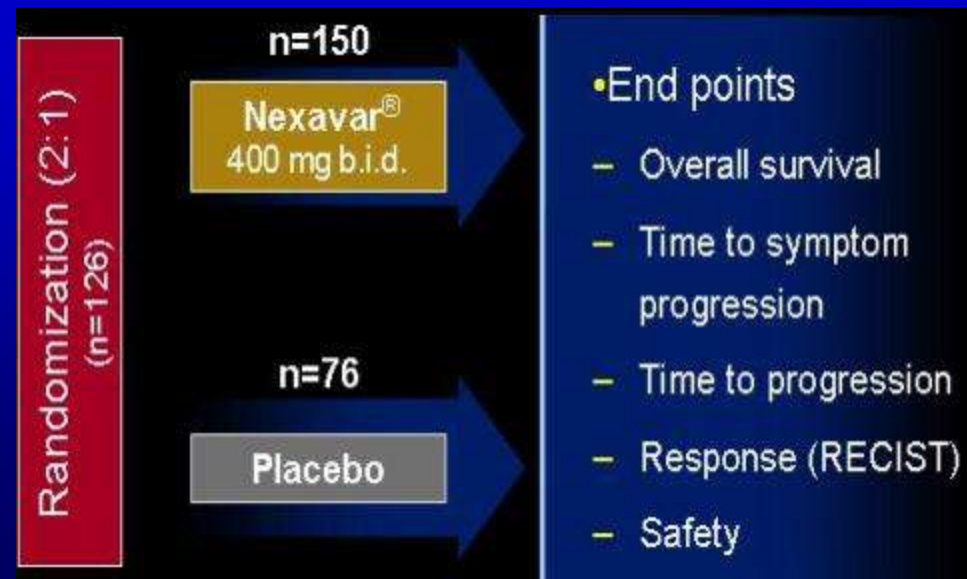 Randomization (2:1)
(n=126)
n=150
Nexavar®
400 mg b.i.d.
n=76
Placebo
•End points
– Overall survival
– Time to symptom
progression
– Time to progression
– Response (RECIST)
– Safety